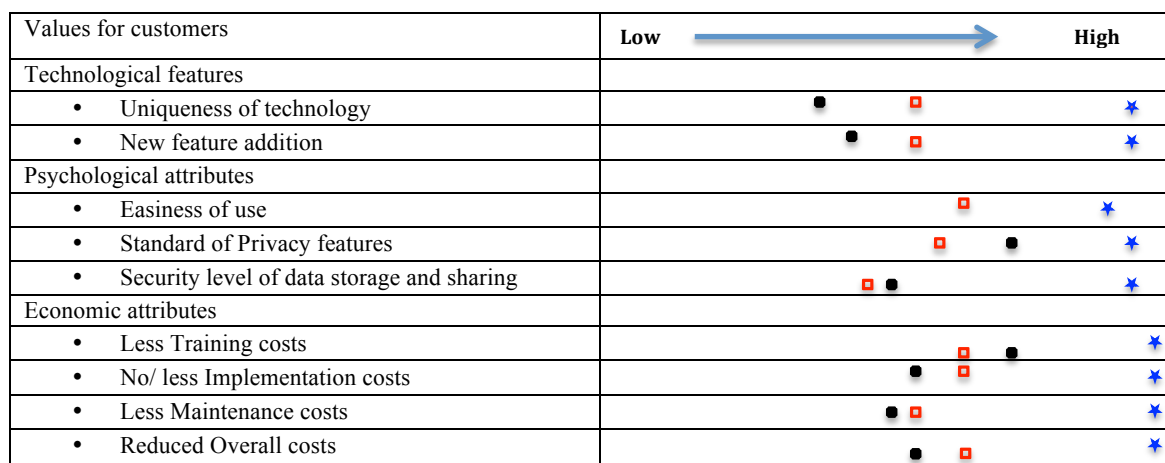 Values for customers
Low High
Technological features
• Uniqueness of technology
• New feature addition
Psychological attributes
• Easiness of use
• Standard of Privacy features
• Security level of data storage and sharing
Economic attributes
• Less Training costs
• No/ less Implementation costs
• Less Maintenance costs
• Reduced Overall costs